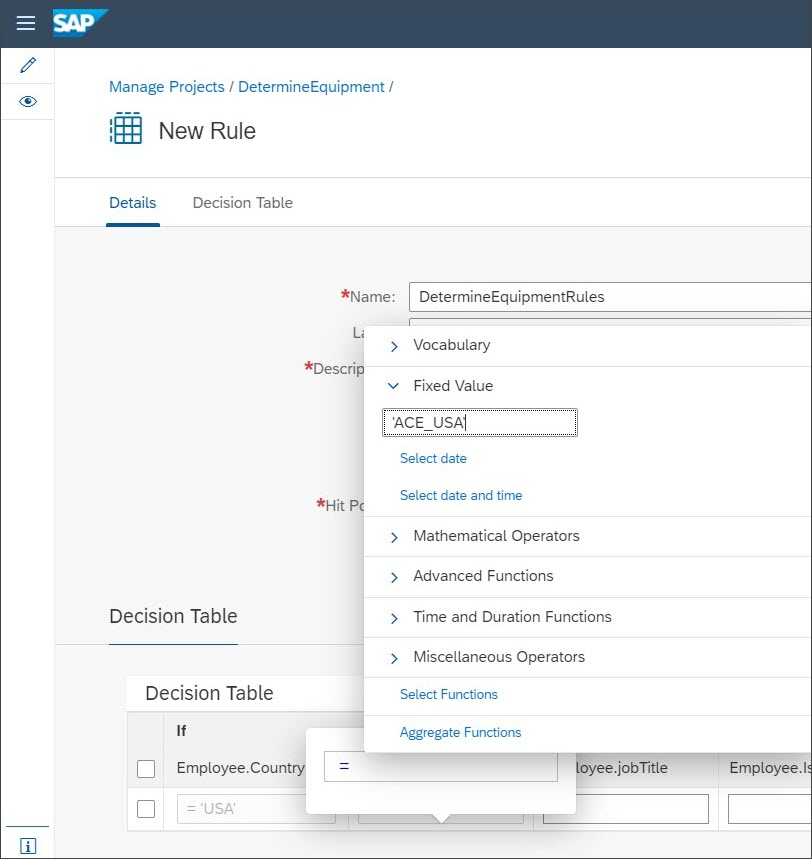 SAP
Manage Projects / DetermineEquipment /
New Rule
Details Decision Table
*Name: DetermineEquipmentRules
*Descrip
Vocabulary
Fixed Value
'ACE_USA'
Select date
Select date and time
*Hit Po
Mathematical Operators
Advanced Functions
Time and Duration Functions
Miscellaneous Operators
Select Functions
Aggregate Functions
Decision Table
Decision Table
If
=
Employee.Country loyee.jobTitle Employee.Is
= 'USA'